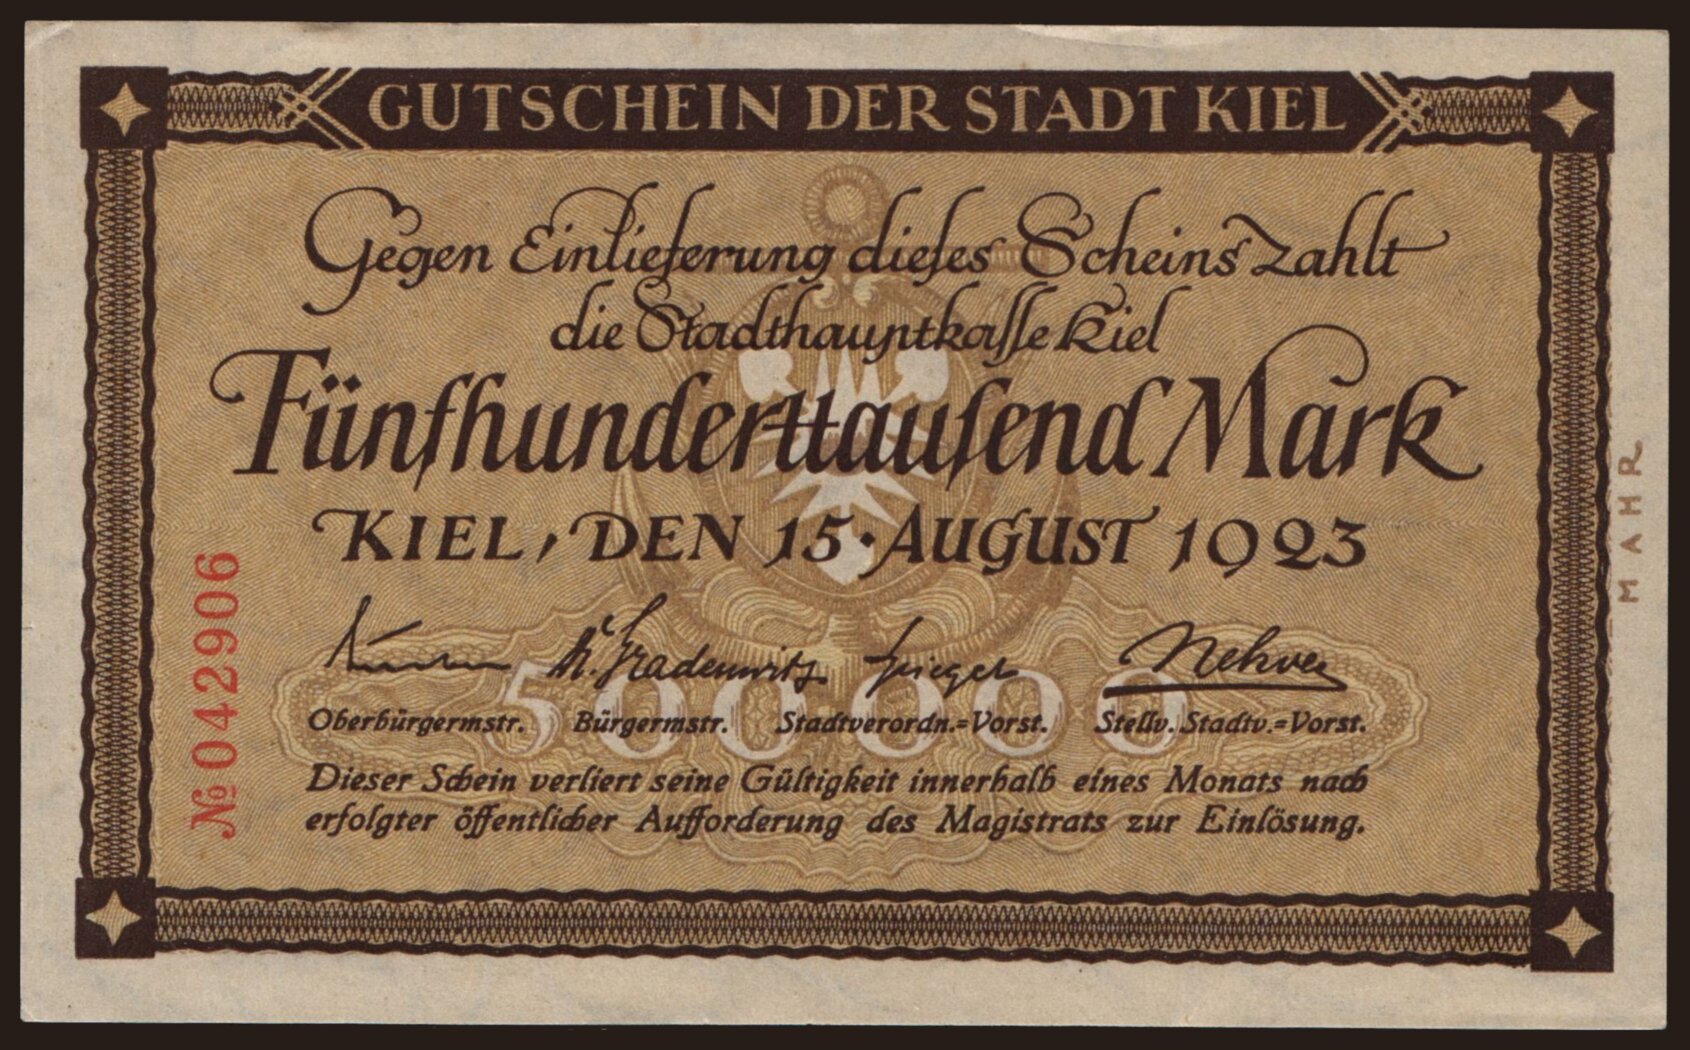 GUTSCHEIN DER STADT KIEL
Gegen Einlieferung dieſes Scheins zahlt
die Stadthauptkaſſe Kiel
Fünfhunderttauſend Mark
KIEL, DEN 15. AUGUST 1923
500000
Oberbürgermstr. Bürgermstr. Stadtverordn.=Vorst. Stellv. Stadtv.=Vorst.
Dieser Schein verliert seine Gültigkeit innerhalb eines Monats nach
erfolgter öffentlicher Aufforderung des Magistrats zur Einlösung.
№ 042906
MAHR